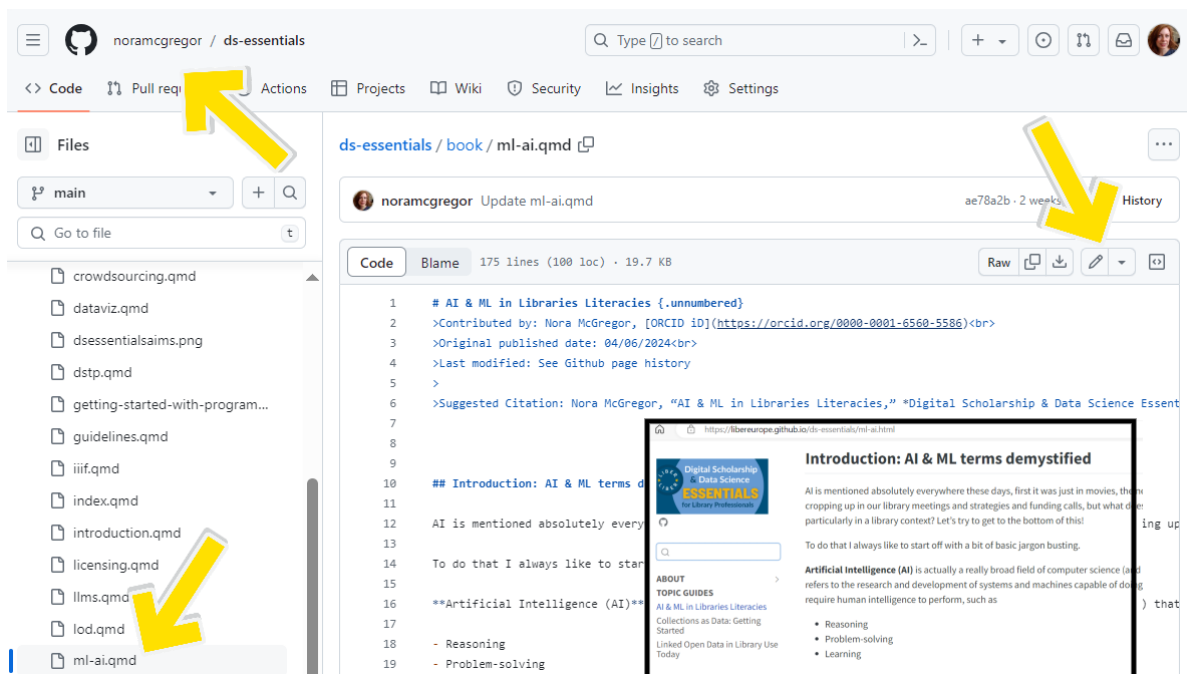 noramcgregor / ds-essentials
Type / to search
Code
Pull requ
Actions
Projects
Wiki
Security
Insights
Settings
Files
main
Go to file
t
crowdsourcing.qmd
dataviz.qmd
dsessentialsaims.png
dstp.qmd
getting-started-with-program...
guidelines.qmd
iiif.qmd
index.qmd
introduction.qmd
licensing.qmd
llms.qmd
lod.qmd
ml-ai.qmd
ds-essentials / book / ml-ai.qmd
noramcgregor Update ml-ai.qmd
ae78a2b · 2 weeks
History
Code Blame 175 lines (100 loc) · 19.7 KB
Raw
1 # AI & ML in Libraries Literacies {.unnumbered}
2 >Contributed by: Nora McGregor, [ORCID iD](https://orcid.org/0000-0001-6560-5586)<br>
3 >Original published date: 04/06/2024<br>
4 >Last modified: See Github page history
5 >
6 >Suggested Citation: Nora McGregor, “AI & ML in Libraries Literacies,” *Digital Scholarship & Data Science Essent
7
8
9
10 ## Introduction: AI & ML terms d
11
12 AI is mentioned absolutely every
ing up
13
14 To do that I always like to star
15
16 **Artificial Intelligence (AI)**
) that
17
18 - Reasoning
19 - Problem-solving
https://libereurope.github.io/ds-essentials/ml-ai.html
LIBER
Digital Scholarship
& Data Science
ESSENTIALS
for Library Professionals
ABOUT
TOPIC GUIDES
AI & ML in Libraries Literacies
Collections as Data: Getting
Started
Linked Open Data in Library Use
Today
Introduction: AI & ML terms demystified
AI is mentioned absolutely everywhere these days, first it was just in movies,
cropping up in our library meetings and strategies and funding calls, but what
particularly in a library context? Let's try to get to the bottom of this!
To do that I always like to start off with a bit of basic jargon busting.
Artificial Intelligence (AI) is actually a really broad field of computer science
refers to the research and development of systems and machines capable of doing
require human intelligence to perform, such as
Reasoning
Problem-solving
Learning